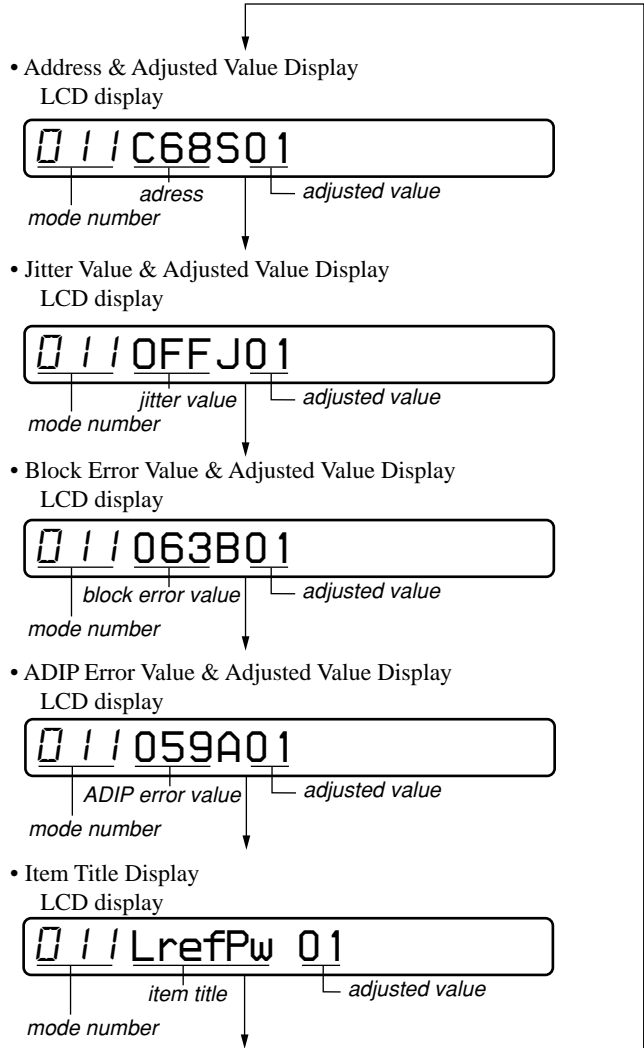 • Address & Adjusted Value Display
LCD display
011C68S01
adress
adjusted value
mode number
• Jitter Value & Adjusted Value Display
LCD display
011OFFJ01
jitter value
adjusted value
mode number
• Block Error Value & Adjusted Value Display
LCD display
011063B01
block error value
adjusted value
mode number
• ADIP Error Value & Adjusted Value Display
LCD display
011059A01
ADIP error value
adjusted value
mode number
• Item Title Display
LCD display
011LrefPw 01
item title
adjusted value
mode number